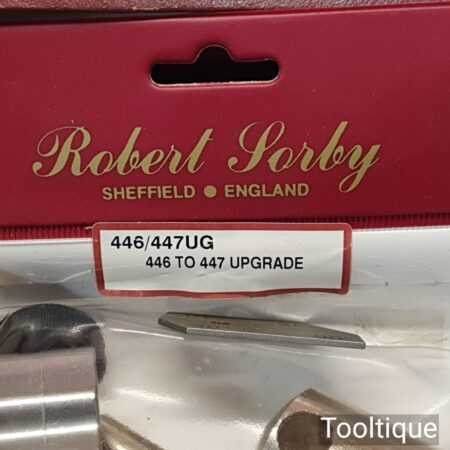 Robert Sorby
SHEFFIELD ● ENGLAND
446/447UG
446 TO 447 UPGRADE
Tooltique